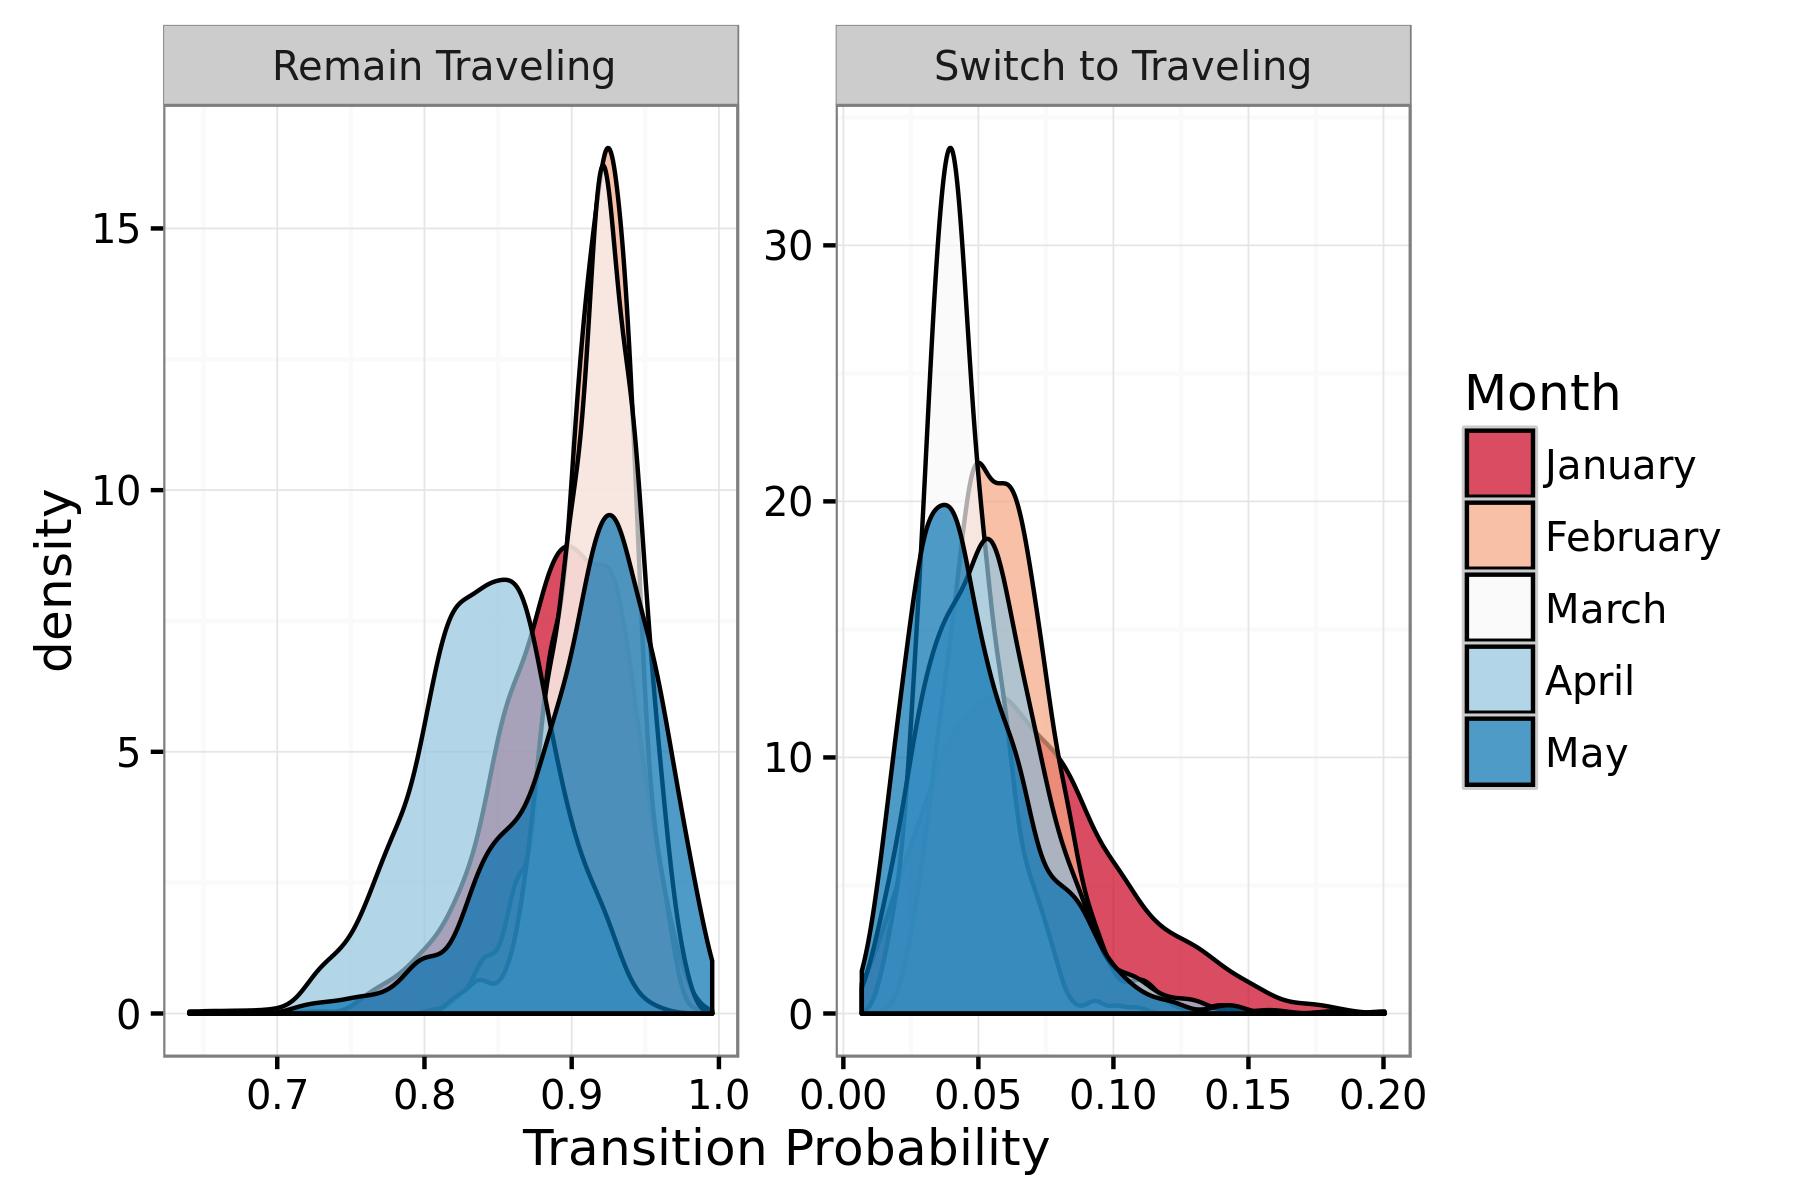 Remain Traveling
Switch to Traveling
density
15
10
5
0
30
20
10
0
0.7 0.8 0.9 1.0
0.00 0.05 0.10 0.15 0.20
Transition Probability
Month
January
February
March
April
May